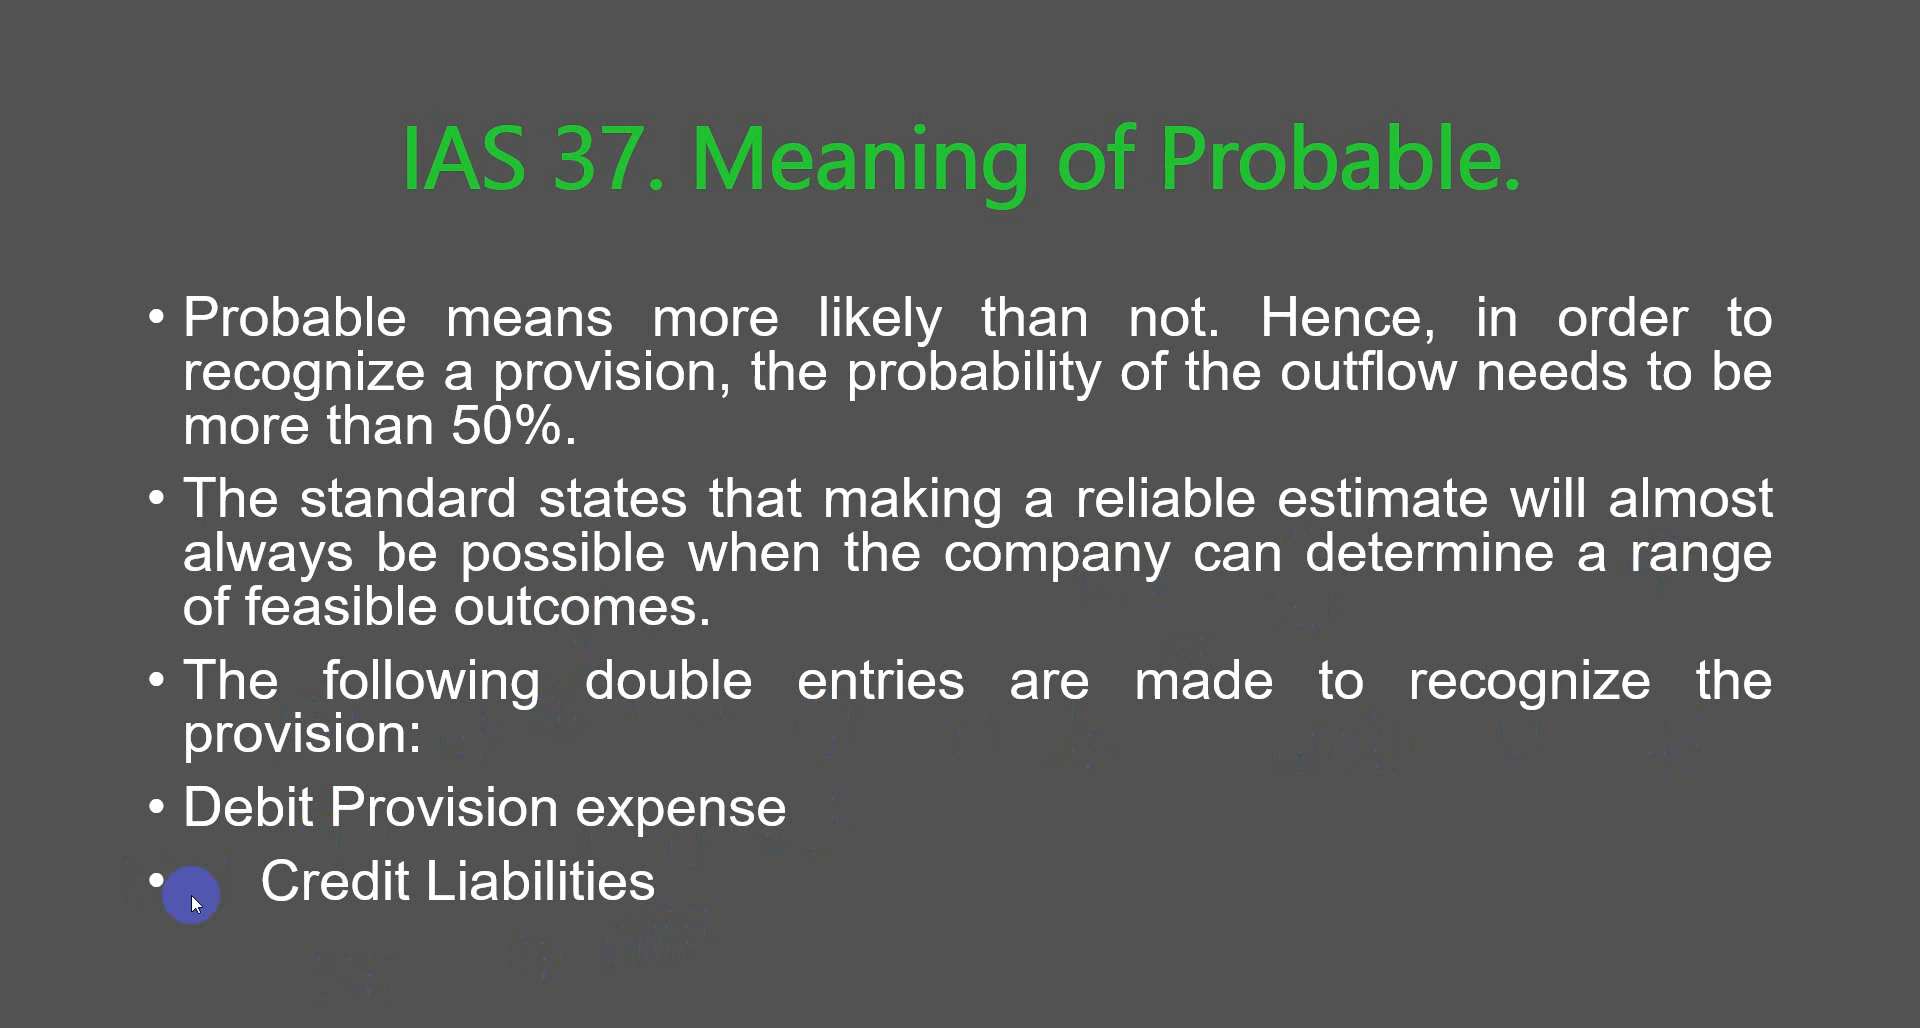 IAS 37. Meaning of Probable.
• Probable means more likely than not. Hence, in order to
recognize a provision, the probability of the outflow needs to be
more than 50%.
• The standard states that making a reliable estimate will almost
always be possible when the company can determine a range
of feasible outcomes.
• The following double entries are made to recognize the
provision:
• Debit Provision expense
• Credit Liabilities